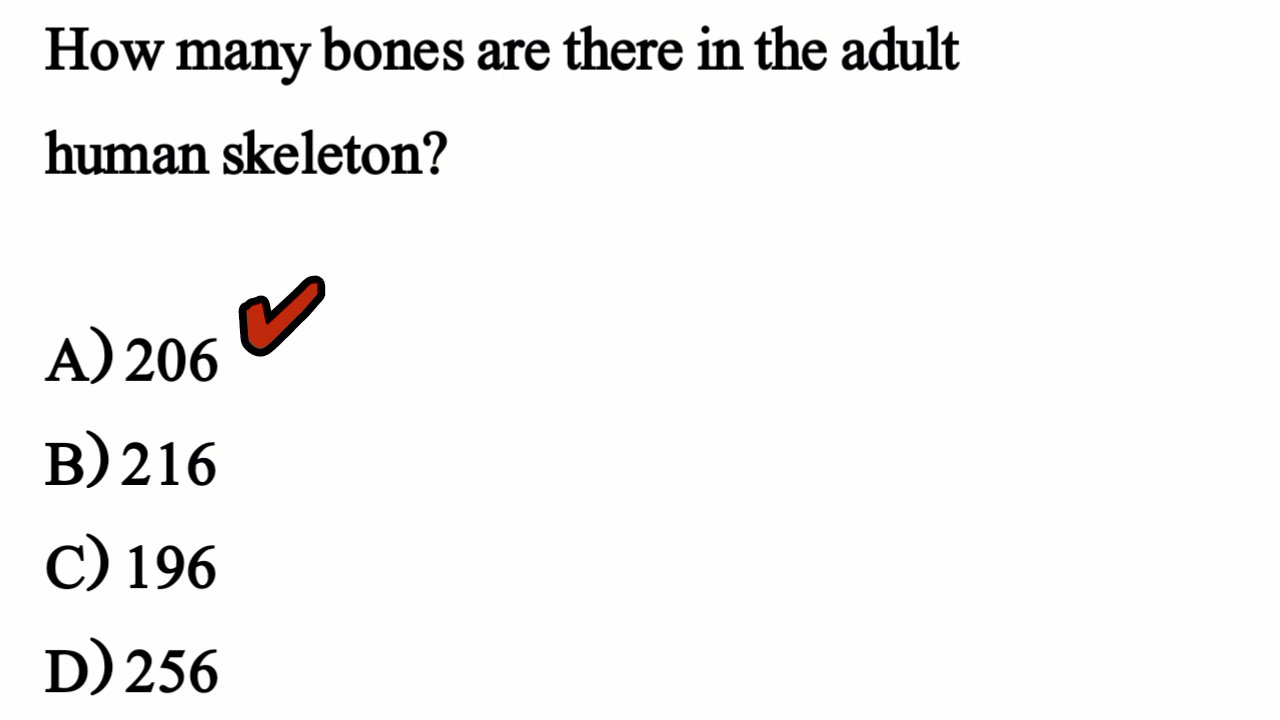 How many bones are there in the adult
human skeleton?
A) 206
B) 216
C) 196
D) 256